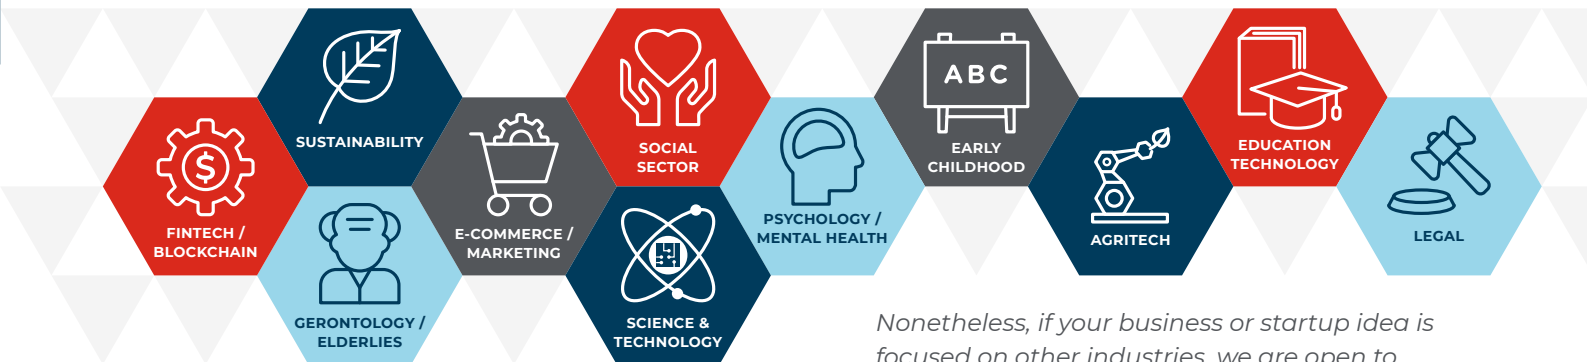 SUSTAINABILITY
SOCIAL
SECTOR
ABC
EARLY
CHILDHOOD
EDUCATION
TECHNOLOGY
$
FINTECH /
BLOCKCHAIN
E-COMMERCE /
MARKETING
PSYCHOLOGY /
MENTAL HEALTH
AGRITECH
LEGAL
GERONTOLOGY /
ELDERLIES
SCIENCE &
TECHNOLOGY
Nonetheless, if your business or startup idea is
focused on other industries, we are open to